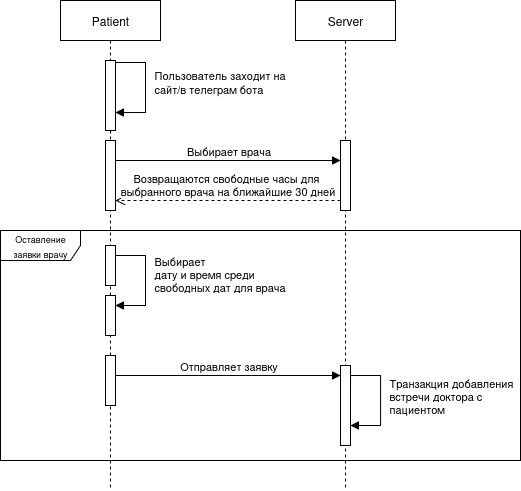 Patient
Server
Пользователь заходит на
сайт/в телеграм бота
Выбирает врача
Возвращаются свободные часы для
выбранного врача на ближайшие 30 дней
Оставление
заявки врачу
Выбирает
дату и время среди
свободных дат для врача
Отправляет заявку
Транзакция добавления
встречи доктора с
пациентом